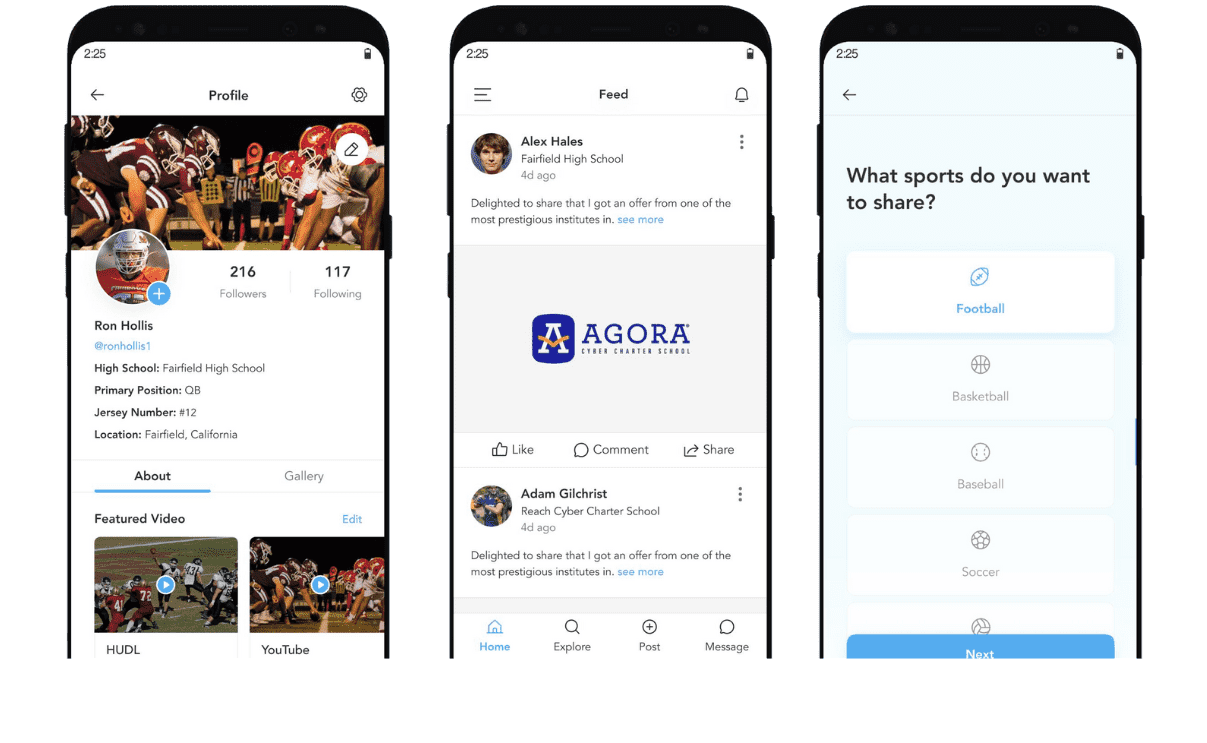 2:25
Profile
216
117
Followers
Following
Ron Hollis
@ronhollis1
High School: Fairfield High School
Primary Position: QB
Jersey Number: #12
Location: Fairfield, California
About
Gallery
Featured Video
Edit
HUDL
YouTube
2:25
Feed
Alex Hales
Fairfield High School
4d ago
Delighted to share that I got an offer from one of the
most prestigious institutes in. see more
AGORA
CYBER CHARTER SCHOOL
Like
Comment
Share
Adam Gilchrist
Reach Cyber Charter School
4d ago
Delighted to share that I got an offer from one of the
most prestigious institutes in. see more
Home
Explore
Post
Message
2:25
What sports do you want
to share?
Football
Basketball
Baseball
Soccer
Next